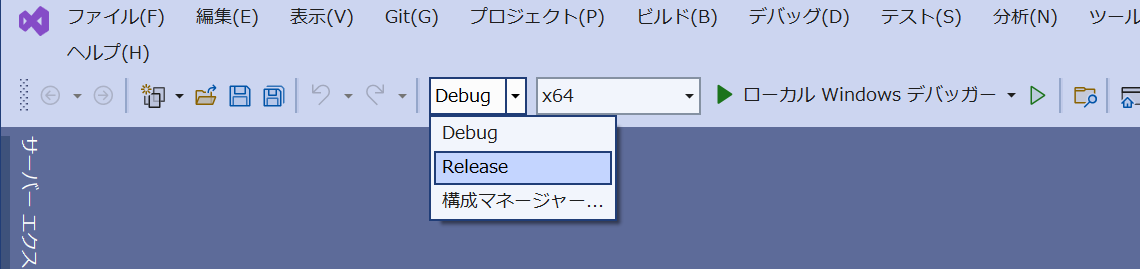 ファイル(F) 編集(E) 表示(V) Git(G) プロジェクト(P) ビルド(B) デバッグ(D) テスト(S) 分析(N) ツール
ヘルプ(H)
Debug x64 ローカル Windows デバッガー
Debug
Release
構成マネージャー...
サーバー エクス